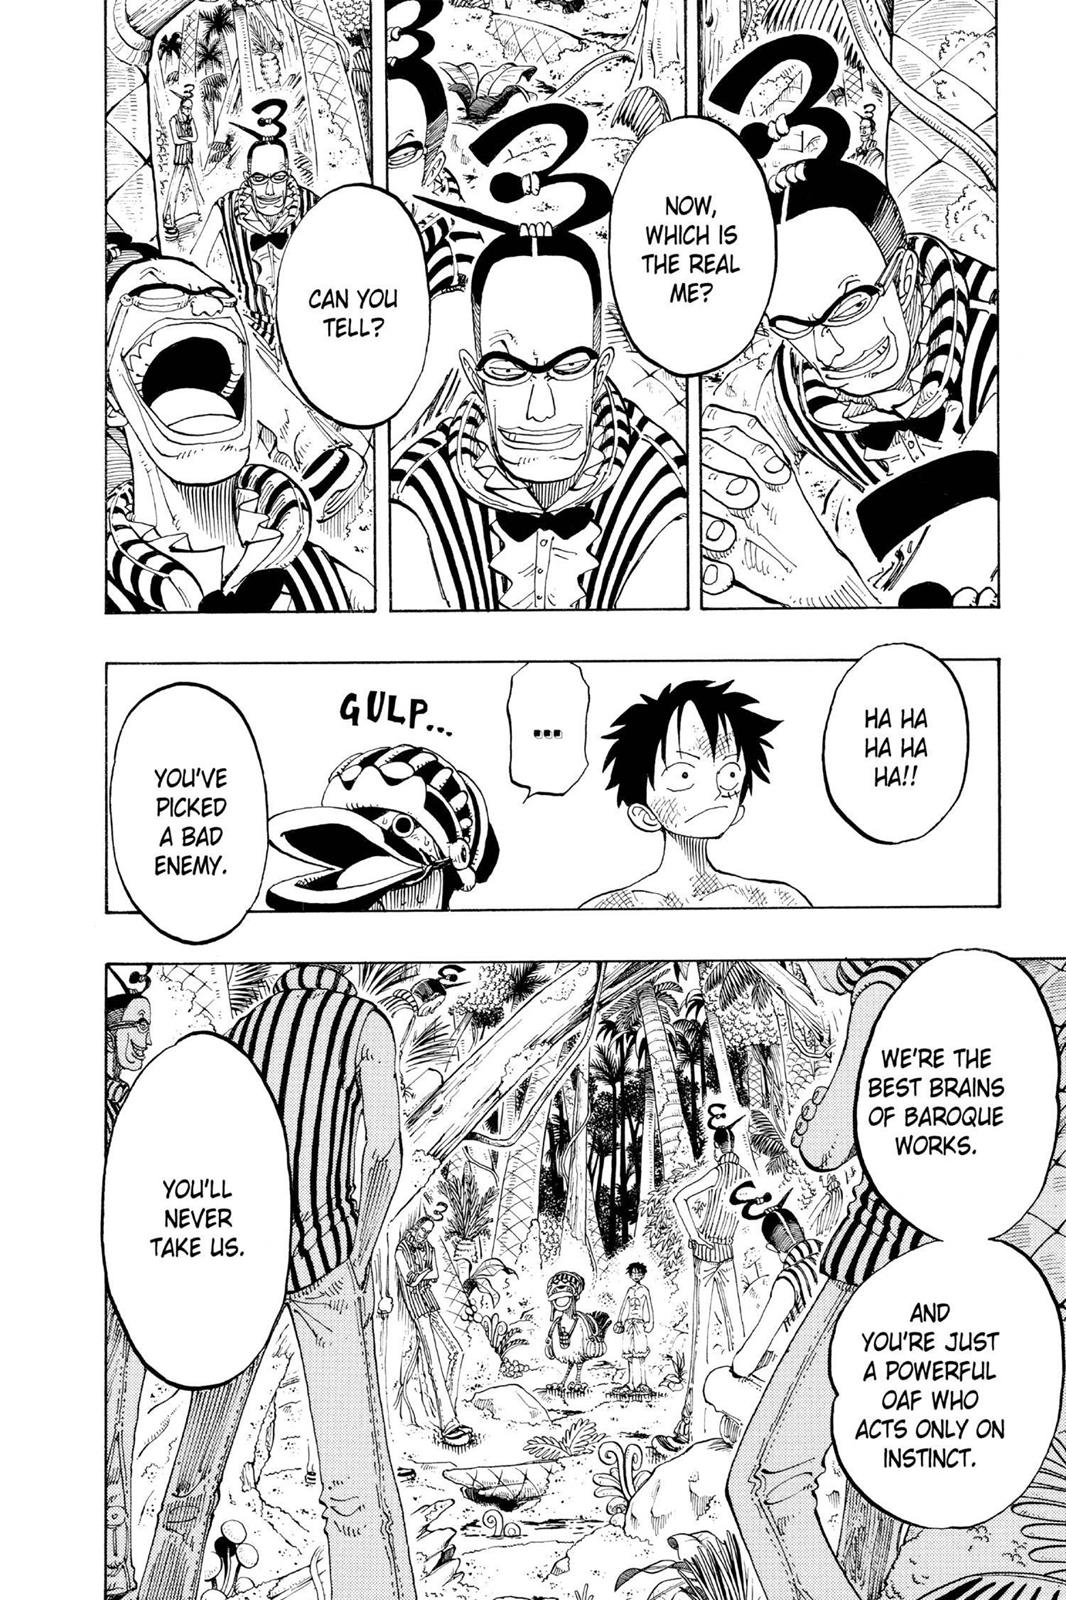 NOW,
WHICH IS
THE REAL
ME?
CAN YOU
TELL?
HA HA
HA HA
HA!!
...
GULP...
YOU'VE
PICKED
A BAD
ENEMY.
WE'RE THE
BEST BRAINS
OF BAROQUE
WORKS.
AND
YOU'RE JUST
A POWERFUL
OAF WHO
ACTS ONLY ON
INSTINCT.
YOU'LL
NEVER
TAKE US.